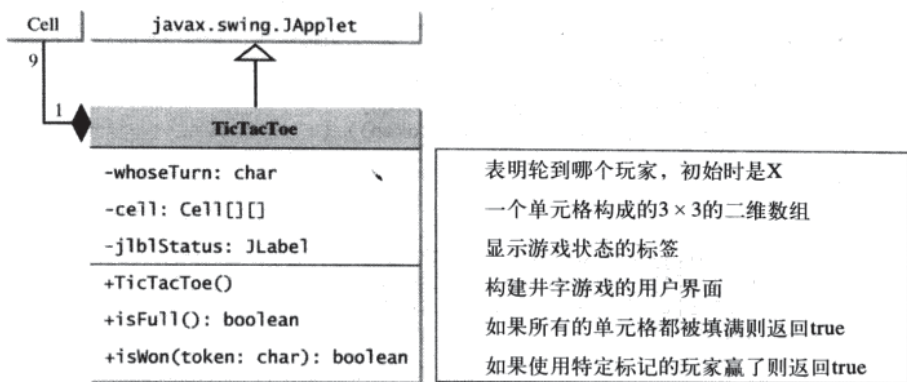 Cell
javax.swing.JApplet
9
1
TicTacToe
-whoseTurn: char
表明轮到哪个玩家，初始时是X
-cell: Cell[][]
一个单元格构成的3×3的二维数组
-jlblStatus: JLabel
显示游戏状态的标签
+TicTacToe()
构建井字游戏的用户界面
+isFull(): boolean
如果所有的单元格都被填满则返回true
+isWon(token: char): boolean
如果使用特定标记的玩家赢了则返回true